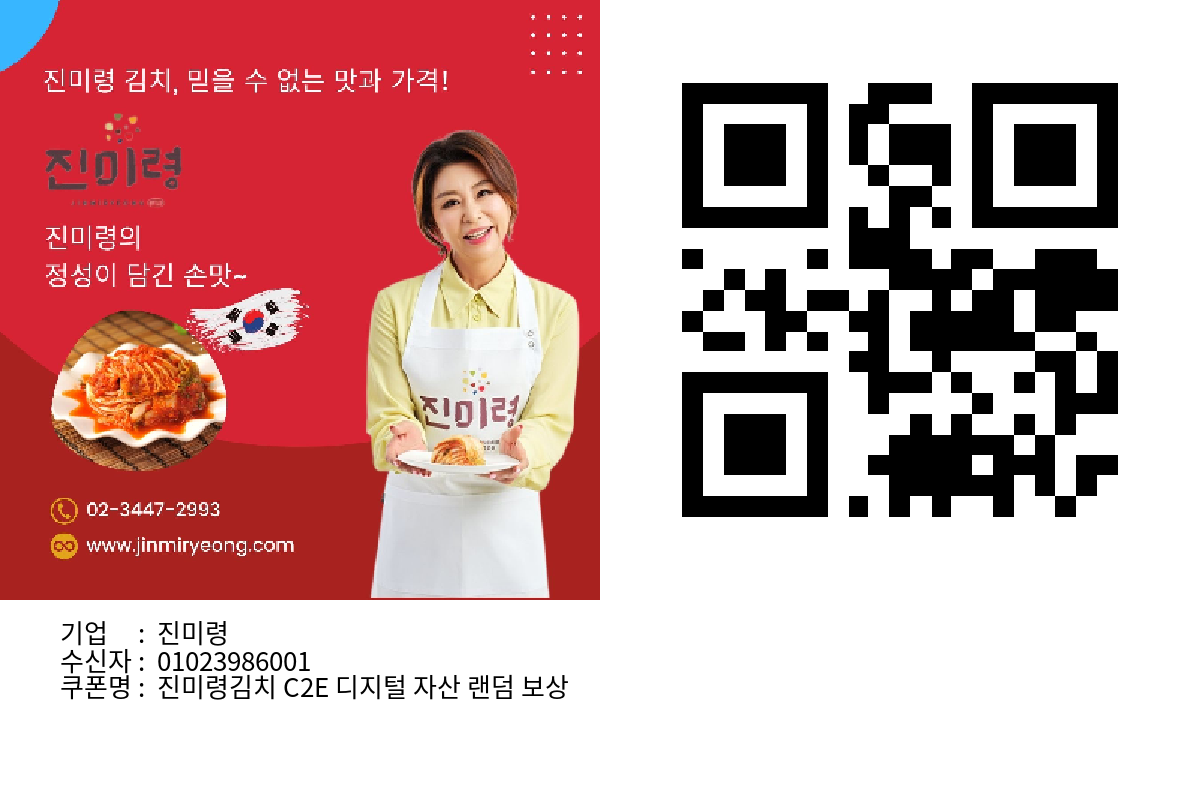 진미령 김치, 믿을 수 없는 맛과 가격!
진미령
진미령의
정성이 담긴 손맛~
진미령
02-3447-2993
www.jinmiryeong.com
기업 : 진미령
수신자 : 01023986001
쿠폰명 : 진미령김치 C2E 디지털 자산 랜덤 보상